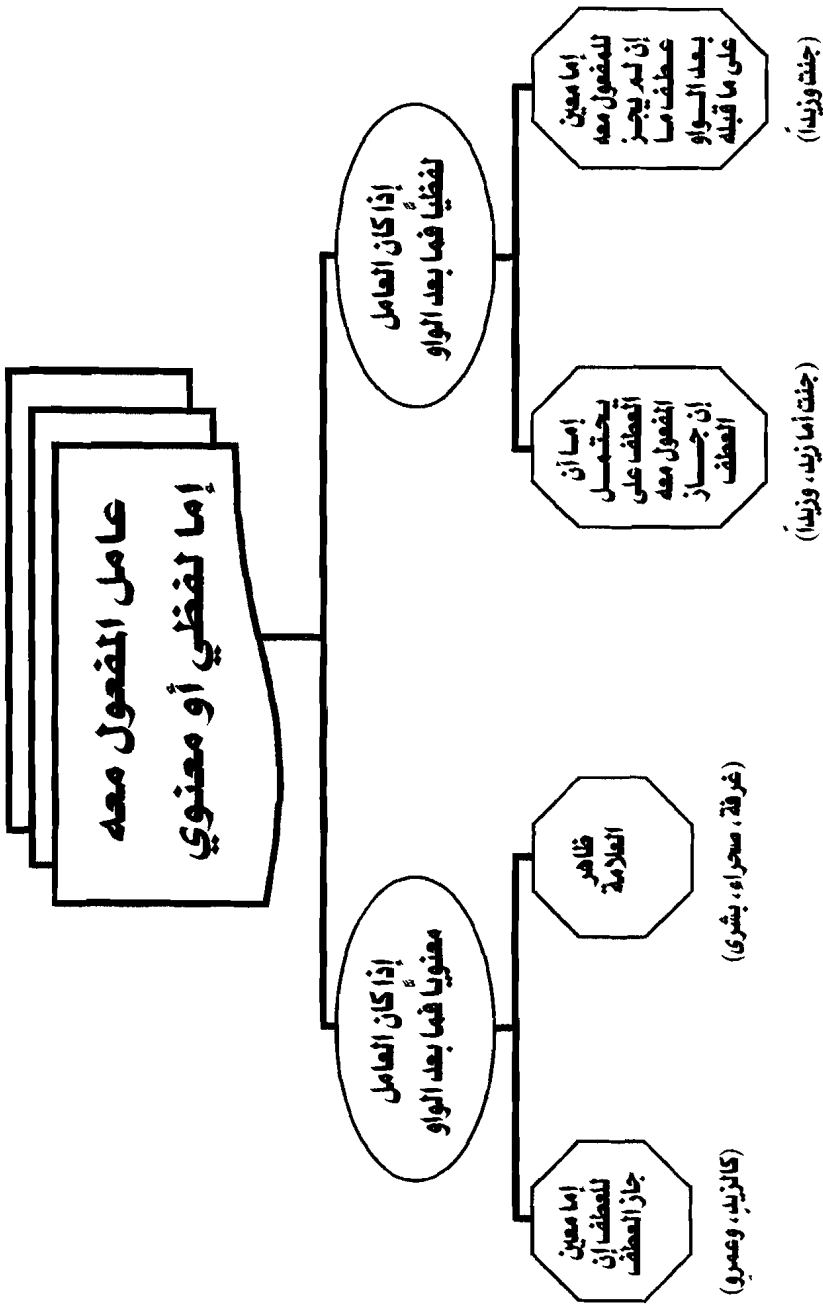 عامل المفعول معه
إما لفظي أو معنوي
إذا كان العامل
لفظياً فما بعد الواو
إذا كان العامل
معنوياً فما بعد الواو
إما معين
للمفعول معه
إن لم يجز
عطف ما
بعد الواو
على ما قبله
(جئت وزيداً)
إما أن
يحتمل
العطف على
المفعول معه
إن جاز
العطف
(جئت أما زيد، وزيداً)
ظاهر
العلامة
(غرفة، صحراء، بشرى)
إما معين
للعطف إن
جاز العطف
(كالزيدِ، وعمرو)